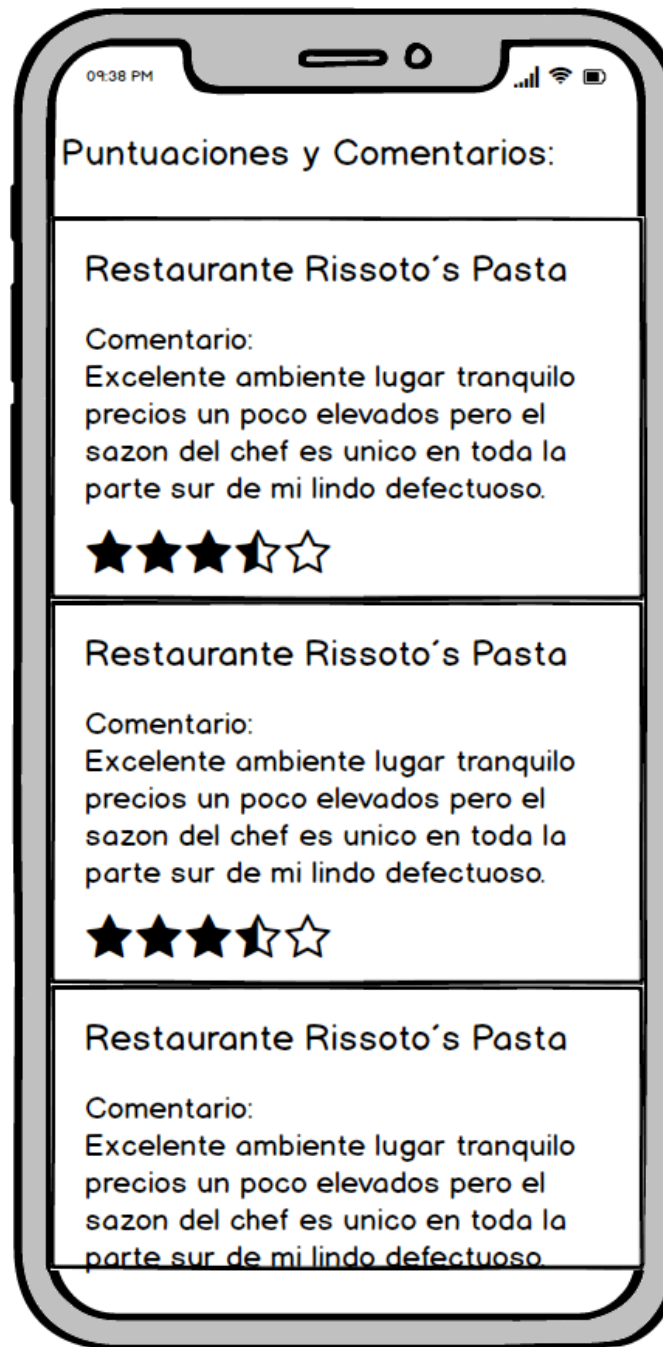 09:38 PM
Puntuaciones y Comentarios:
Restaurante Rissoto´s Pasta
Comentario:
Excelente ambiente lugar tranquilo
precios un poco elevados pero el
sazon del chef es unico en toda la
parte sur de mi lindo defectuoso.
Restaurante Rissoto´s Pasta
Comentario:
Excelente ambiente lugar tranquilo
precios un poco elevados pero el
sazon del chef es unico en toda la
parte sur de mi lindo defectuoso.
Restaurante Rissoto´s Pasta
Comentario:
Excelente ambiente lugar tranquilo
precios un poco elevados pero el
sazon del chef es unico en toda la
parte sur de mi lindo defectuoso.